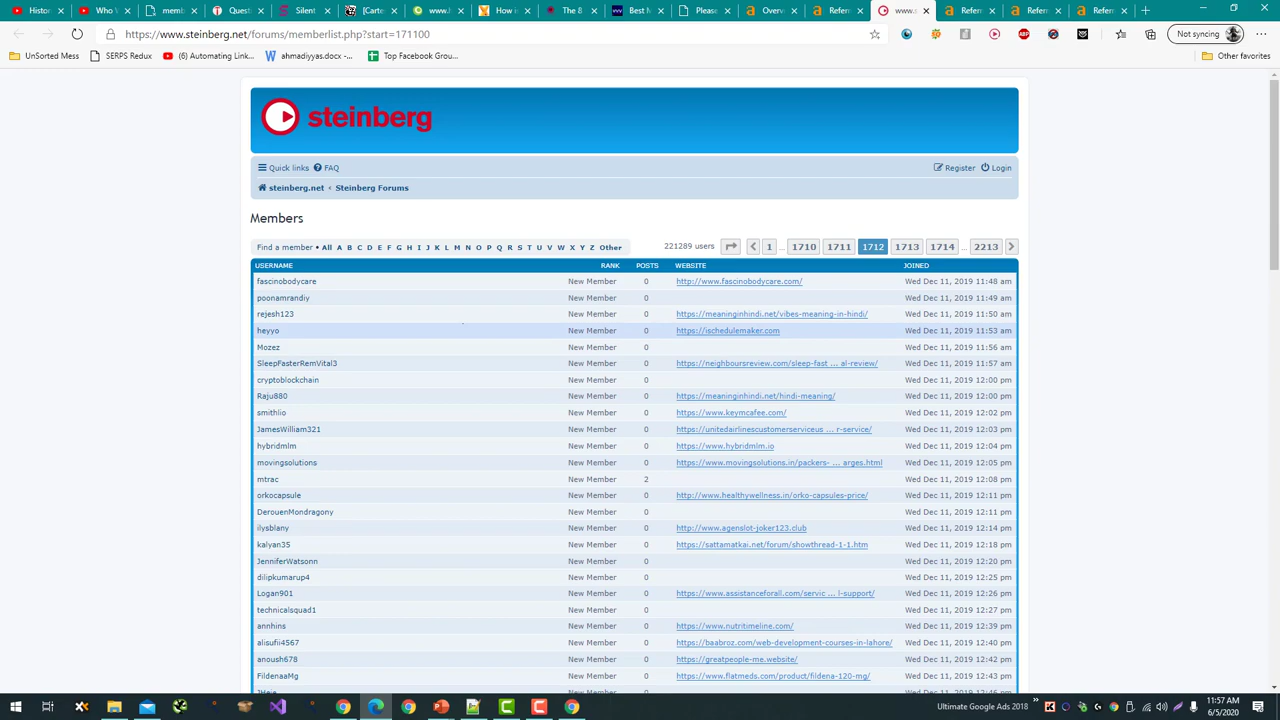 Histor
Who V
memb
Quest
Silent
[Carte
www.l
How in
The 8
Best N
Please
Overv
Referr
www.s
Referr
Referr
Referr
https://www.steinberg.net/forums/memberlist.php?start=171100
Not syncing
UnSorted Mess
SERPS Redux
(6) Automating Link...
ahmadiyyas.docx -...
Top Facebook Grou...
Other favorites
steinberg
Quick links FAQ Register Login
steinberg.net ‹ Steinberg Forums
Members
Find a member • All A B C D E F G H I J K L M N O P Q R S T U V W X Y Z Other 221289 users 1 ... 1710 1711 1712 1713 1714 ... 2213
USERNAME RANK POSTS WEBSITE JOINED
fascinobodycare New Member 0 http://www.fascinobodycare.com/ Wed Dec 11, 2019 11:48 am
poonamrandiy New Member 0 Wed Dec 11, 2019 11:49 am
rejesh123 New Member 0 https://meaninginhindi.net/vibes-meaning-in-hindi/ Wed Dec 11, 2019 11:50 am
heyyo New Member 0 https://ischedulemaker.com Wed Dec 11, 2019 11:53 am
Mozez New Member 0 Wed Dec 11, 2019 11:56 am
SleepFasterRemVital3 New Member 0 https://neighboursreview.com/sleep-fast ... al-review/ Wed Dec 11, 2019 11:57 am
cryptoblockchain New Member 0 Wed Dec 11, 2019 12:00 pm
Raju880 New Member 0 https://meaninginhindi.net/hindi-meaning/ Wed Dec 11, 2019 12:00 pm
smithlio New Member 0 https://www.keymcafee.com/ Wed Dec 11, 2019 12:02 pm
JamesWilliam321 New Member 0 https://unitedairlinescustomerserviceus ... r-service/ Wed Dec 11, 2019 12:03 pm
hybridmlm New Member 0 https://www.hybridmlm.io Wed Dec 11, 2019 12:04 pm
movingsolutions New Member 0 https://www.movingsolutions.in/packers- ... arges.html Wed Dec 11, 2019 12:05 pm
mtrac New Member 2 Wed Dec 11, 2019 12:08 pm
orkocapsule New Member 0 http://www.healthywellness.in/orko-capsules-price/ Wed Dec 11, 2019 12:11 pm
DerouenMondragony New Member 0 Wed Dec 11, 2019 12:11 pm
ilysblany New Member 0 http://www.agenslot-joker123.club Wed Dec 11, 2019 12:14 pm
kalyan35 New Member 0 https://sattamatkai.net/forum/showthread-1-1.htm Wed Dec 11, 2019 12:18 pm
JenniferWatsonn New Member 0 Wed Dec 11, 2019 12:20 pm
dilipkumarup4 New Member 0 Wed Dec 11, 2019 12:25 pm
Logan901 New Member 0 https://www.assistanceforall.com/servic ... l-support/ Wed Dec 11, 2019 12:26 pm
technicalsquad1 New Member 0 Wed Dec 11, 2019 12:27 pm
annhins New Member 0 https://www.nutritimeline.com/ Wed Dec 11, 2019 12:39 pm
alisufii4567 New Member 0 https://baabroz.com/web-development-courses-in-lahore/ Wed Dec 11, 2019 12:40 pm
anoush678 New Member 0 https://greatpeople-me.website/ Wed Dec 11, 2019 12:42 pm
FildenaaMg New Member 0 https://www.flatmeds.com/product/fildena-120-mg/ Wed Dec 11, 2019 12:43 pm
Ultimate Google Ads 2018
11:57 AM
6/5/2020